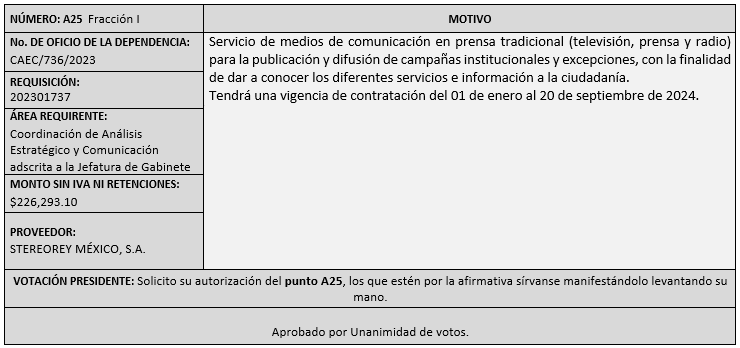 NÚMERO: A25 Fracción I
MOTIVO
No. DE OFICIO DE LA DEPENDENCIA:
CAEC/736/2023
REQUISICIÓN:
202301737
ÁREA REQUIRENTE:
Coordinación de Análisis
Estratégico y Comunicación
adscrita a la Jefatura de Gabinete
MONTO SIN IVA NI RETENCIONES:
$226,293.10
PROVEEDOR:
STEREOREY MÉXICO, S.A.
Servicio de medios de comunicación en prensa tradicional (televisión, prensa y radio)
para la publicación y difusión de campañas institucionales y excepciones, con la finalidad
de dar a conocer los diferentes servicios e información a la ciudadanía.
Tendrá una vigencia de contratación del 01 de enero al 20 de septiembre de 2024.
VOTACIÓN PRESIDENTE: Solicito su autorización del punto A25, los que estén por la afirmativa sírvanse manifestándolo levantando su
mano.
Aprobado por Unanimidad de votos.